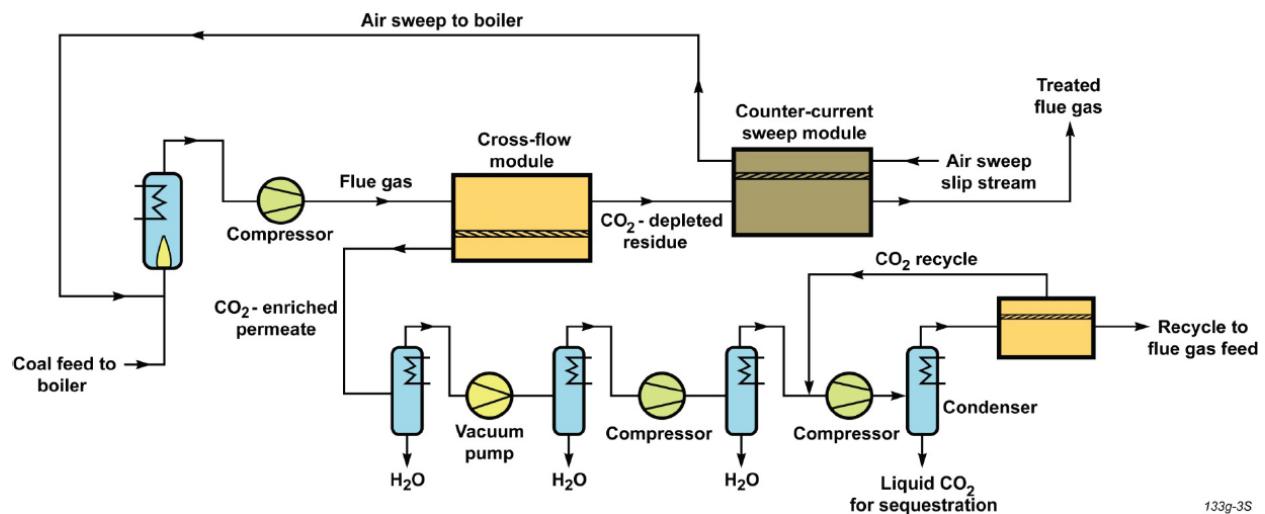 Air sweep to boiler
Treated
flue gas
Counter-current
sweep module
Cross-flow
module
Air sweep
slip stream
Flue gas
Compressor
CO2 - depleted
residue
CO2 recycle
CO2 - enriched
permeate
Recycle to
flue gas feed
Coal feed to
boiler
Condenser
Vacuum
pump
Compressor
Compressor
H2O
H2O
H2O
Liquid CO2
for sequestration
133g-3S